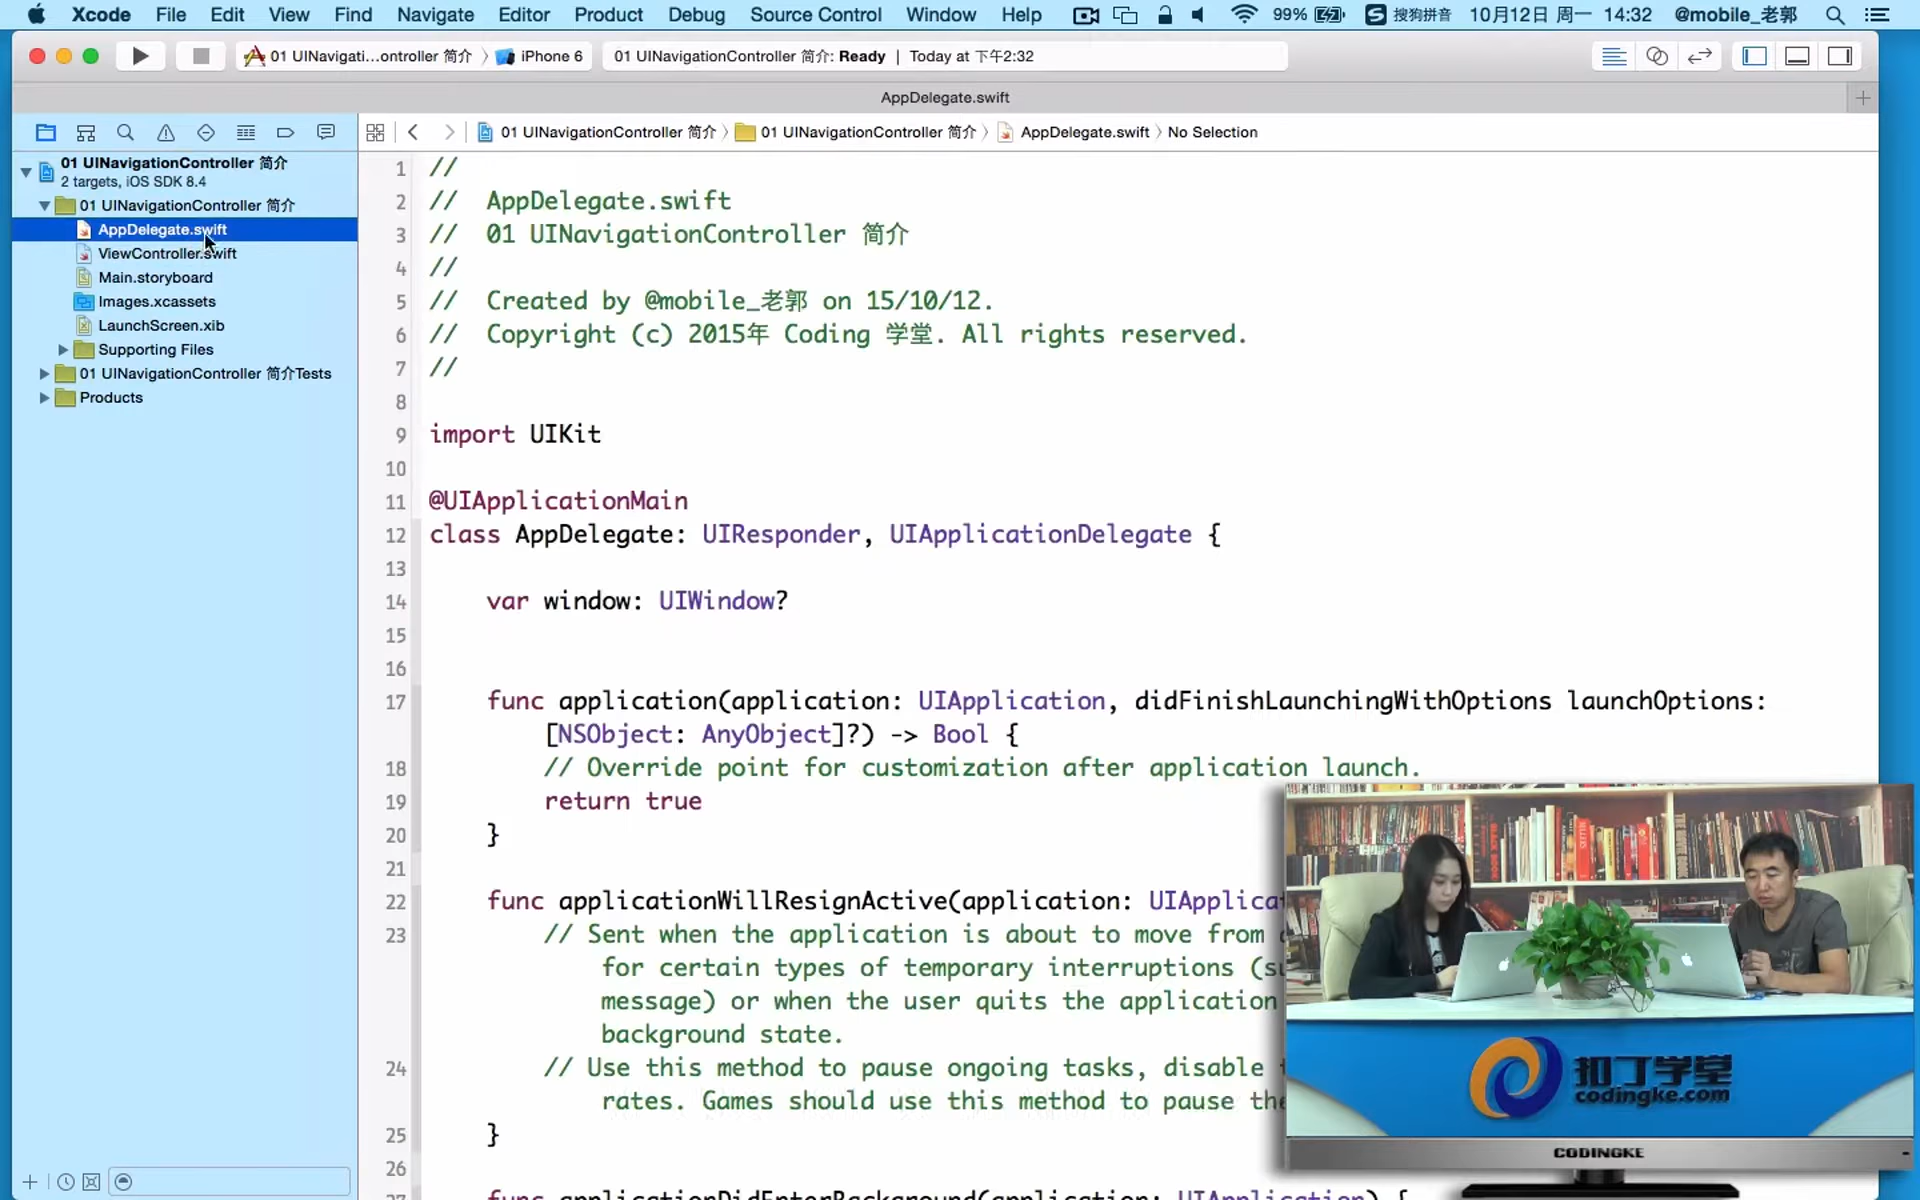 Xcode File Edit View Find Navigate Editor Product Debug Source Control Window Help 99% 搜狗拼音 10月12日 周一 14:32 @mobile_老郭
01 UINavigati...ontroller 简介 〉 iPhone 6
01 UINavigationController 简介: Ready | Today at 下午2:32
AppDelegate.swift
01 UINavigationController 简介 〉 01 UINavigationController 简介 〉 AppDelegate.swift 〉 No Selection
01 UINavigationController 简介
2 targets, iOS SDK 8.4
01 UINavigationController 简介
AppDelegate.swift
ViewController.swift
Main.storyboard
Images.xcassets
LaunchScreen.xib
Supporting Files
01 UINavigationController 简介Tests
Products
1 //
2 // AppDelegate.swift
3 // 01 UINavigationController 简介
4 //
5 // Created by @mobile_老郭 on 15/10/12.
6 // Copyright (c) 2015年 Coding 学堂. All rights reserved.
7 //
8
9 import UIKit
10
11 @UIApplicationMain
12 class AppDelegate: UIResponder, UIApplicationDelegate {
13
14 var window: UIWindow?
15
16
17 func application(application: UIApplication, didFinishLaunchingWithOptions launchOptions:
[NSObject: AnyObject]?) -> Bool {
18 // Override point for customization after application launch.
19 return true
20 }
21
22 func applicationWillResignActive(application: UIApplica
23 // Sent when the application is about to move from
for certain types of temporary interruptions (su
message) or when the user quits the application
background state.
24 // Use this method to pause ongoing tasks, disable
rates. Games should use this method to pause the
25 }
26
27 func applicationDidEnterBackground(application: UIApplication) {
扣丁学堂
codingke.com
CODINGKE